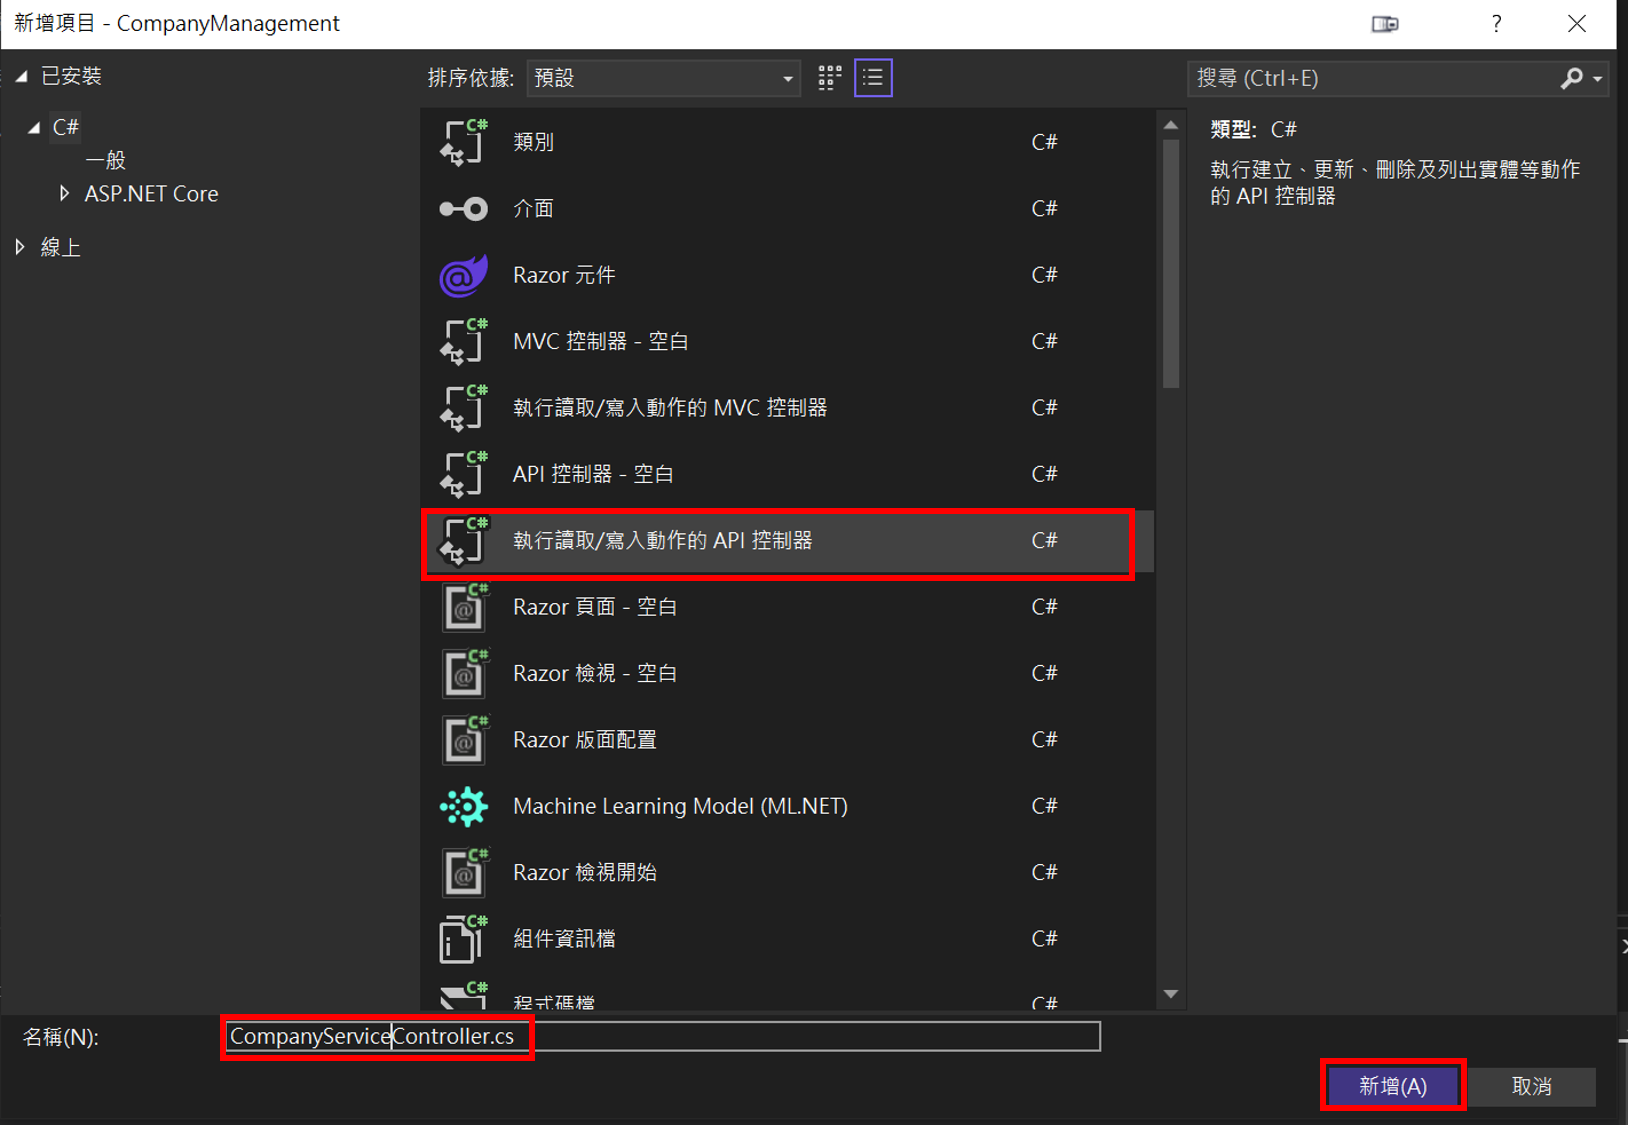 新增項目 - CompanyManagement
?
已安裝
C#
一般
ASP.NET Core
線上
排序依據: 預設
類別 C#
介面 C#
Razor 元件 C#
MVC 控制器 - 空白 C#
執行讀取/寫入動作的 MVC 控制器 C#
API 控制器 - 空白 C#
執行讀取/寫入動作的 API 控制器 C#
Razor 頁面 - 空白 C#
Razor 檢視 - 空白 C#
Razor 版面配置 C#
Machine Learning Model (ML.NET) C#
Razor 檢視開始 C#
組件資訊檔 C#
程式碼檔 C#
搜尋 (Ctrl+E)
類型: C#
執行建立、更新、刪除及列出實體等動作
的 API 控制器
名稱(N): CompanyServiceController.cs
新增(A) 取消